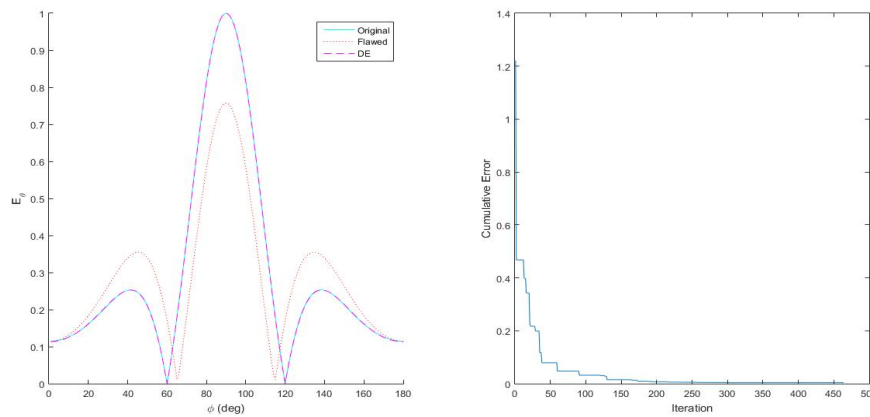 1
0.9
0.8
0.7
0.6
0.5
0.4
0.3
0.2
0.1
0
E_θ
0 20 40 60 80 100 120 140 160 180
ϕ (deg)
Original
Flawed
DE
1.4
1.2
1
0.8
0.6
0.4
0.2
0
Cumulative Error
0 50 100 150 200 250 300 350 400 450 500
Iteration